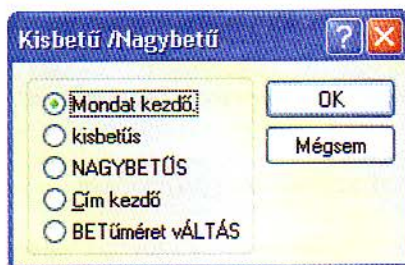 Kisbetű /Nagybetű
Mondat kezdő.
kisbetűs
NAGYBETŰS
Cím kezdő
BETűméret vÁLTÁS
OK
Mégsem